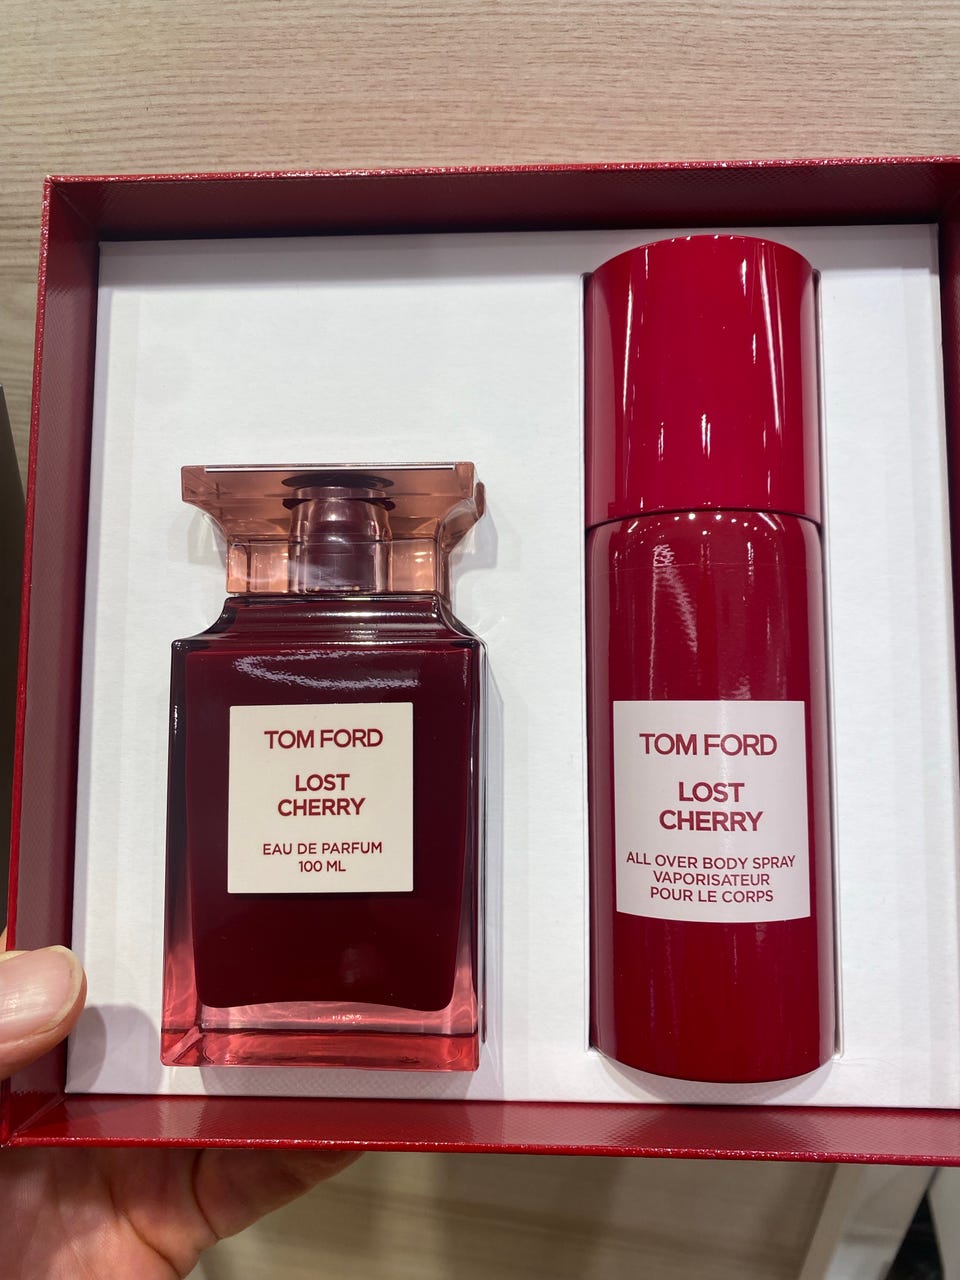 TOM FORD
LOST
CHERRY
EAU DE PARFUM
100 ML
TOM FORD
LOST
CHERRY
ALL OVER BODY SPRAY
VAPORISATEUR
POUR LE CORPS